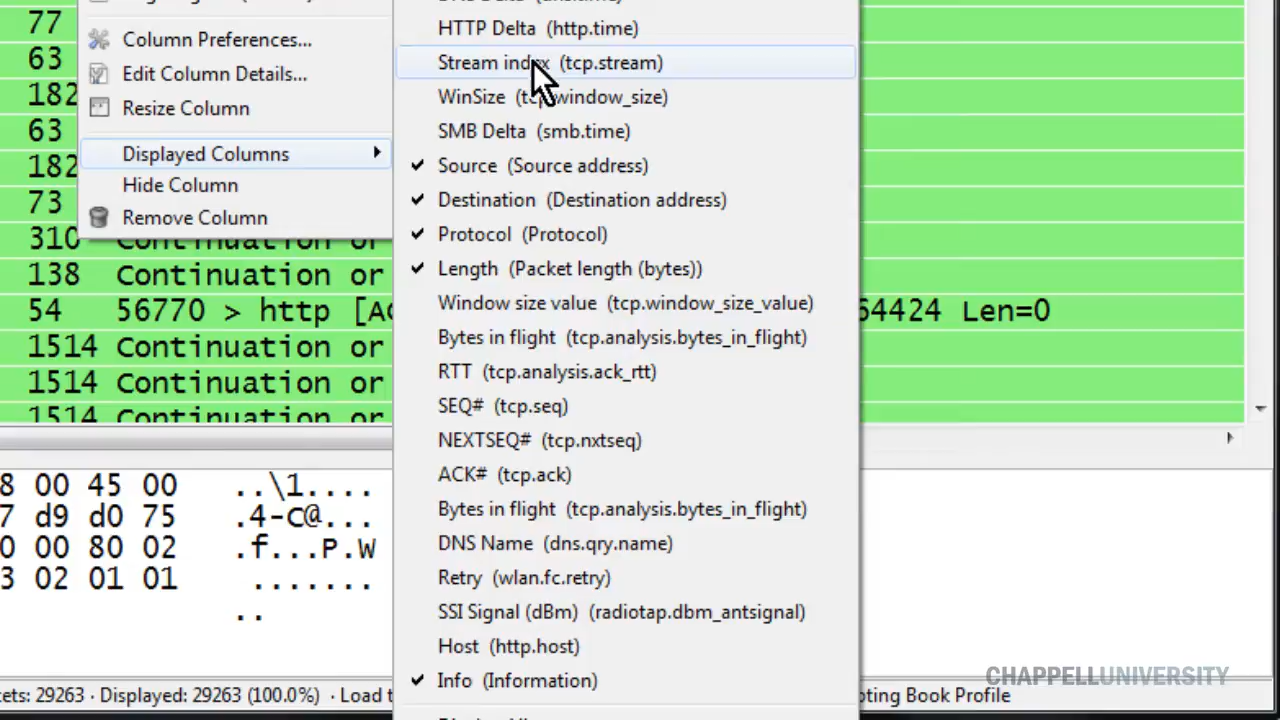 77
63
182
63
182
73
310 Continuation or
138 Continuation or
54 56770 > http [AC 64424 Len=0
1514 Continuation or
1514 Continuation or
1514 Continuation or
Column Preferences...
Edit Column Details...
Resize Column
Displayed Columns
Hide Column
Remove Column
HTTP Delta (http.time)
Stream index (tcp.stream)
WinSize (tcp.window_size)
SMB Delta (smb.time)
Source (Source address)
Destination (Destination address)
Protocol (Protocol)
Length (Packet length (bytes))
Window size value (tcp.window_size_value)
Bytes in flight (tcp.analysis.bytes_in_flight)
RTT (tcp.analysis.ack_rtt)
SEQ# (tcp.seq)
NEXTSEQ# (tcp.nxtseq)
ACK# (tcp.ack)
Bytes in flight (tcp.analysis.bytes_in_flight)
DNS Name (dns.qry.name)
Retry (wlan.fc.retry)
SSI Signal (dBm) (radiotap.dbm_antsignal)
Host (http.host)
Info (Information)
8 00 45 00 ..\1....
7 d9 d0 75 .4-c@...
0 00 80 02 .f...P.W
3 02 01 01 .......
..
CHAPPELLUNIVERSITY
ets: 29263 · Displayed: 29263 (100.0%) · Load t
oting Book Profile